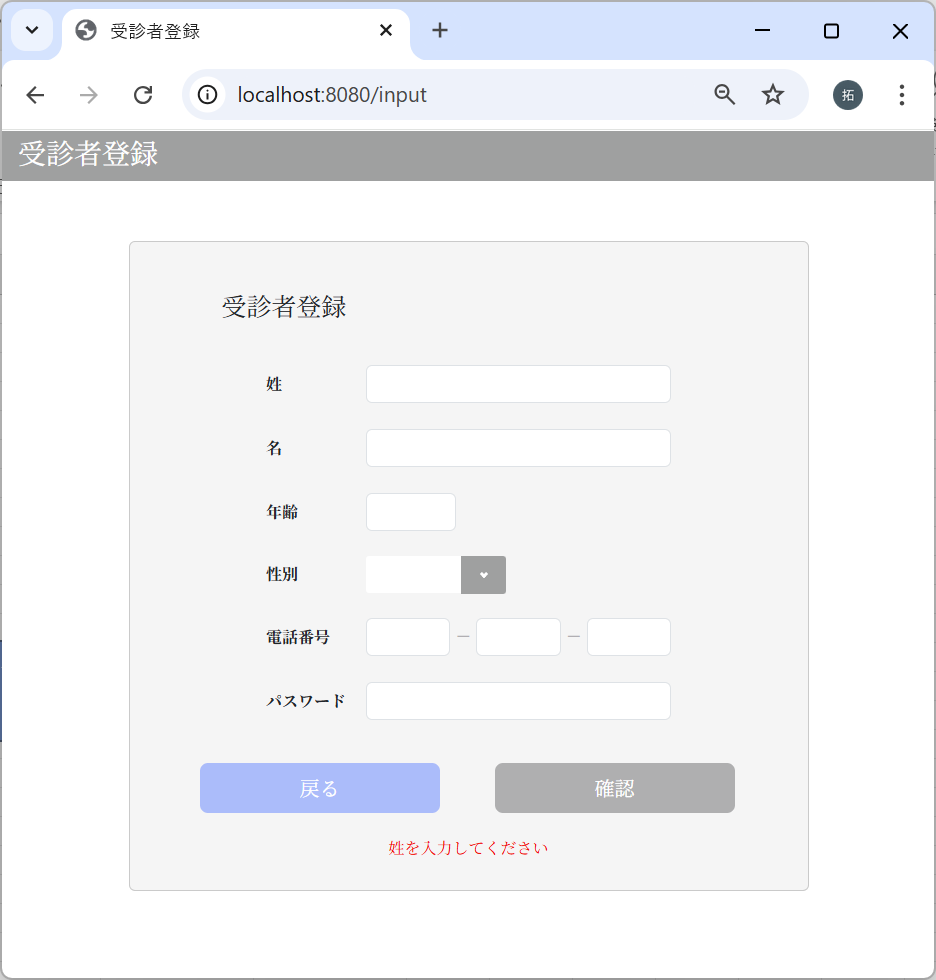 受診者登録
localhost:8080/input
拓
受診者登録
受診者登録
姓
名
年齢
性別
電話番号 － －
パスワード
戻る 確認
姓を入力してください